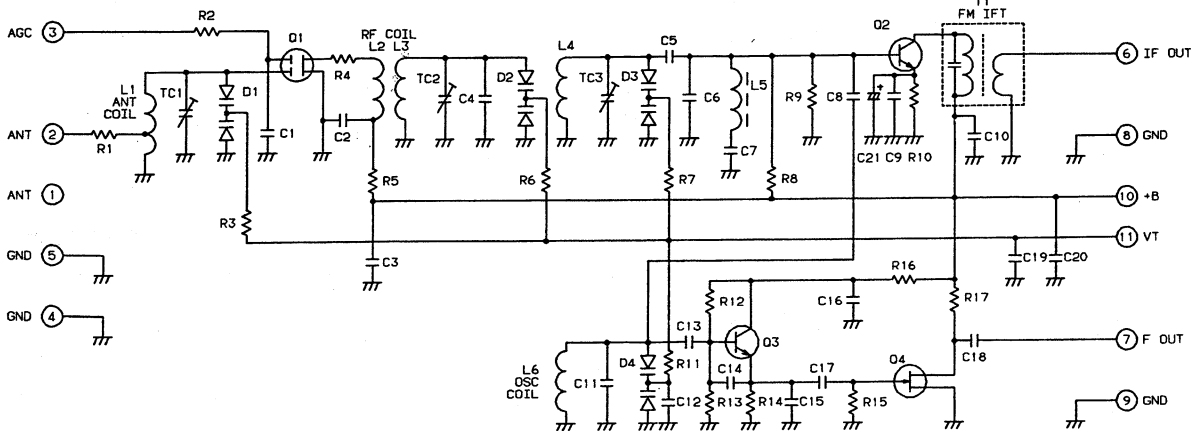 FM IFT
AGC 3
R2
Q1
RF COIL
L2 L3
R4
L4
C5
Q2
6 IF OUT
L1
ANT
COIL
TC1
D1
TC2
C4
D2
TC3
D3
C6
L5
R9
C8
ANT 2
R1
C1
C2
C7
C21 C9 R10
C10
8 GND
ANT 1
R3
R5
R6
R7
R8
10 +B
11 VT
GND 5
C3
C19
C20
R16
GND 4
R12
C16
R17
C13
Q3
7 F OUT
C18
L6
OSC
COIL
C11
D4
R11
C14
C17
Q4
C12
R13
R14
C15
R15
9 GND